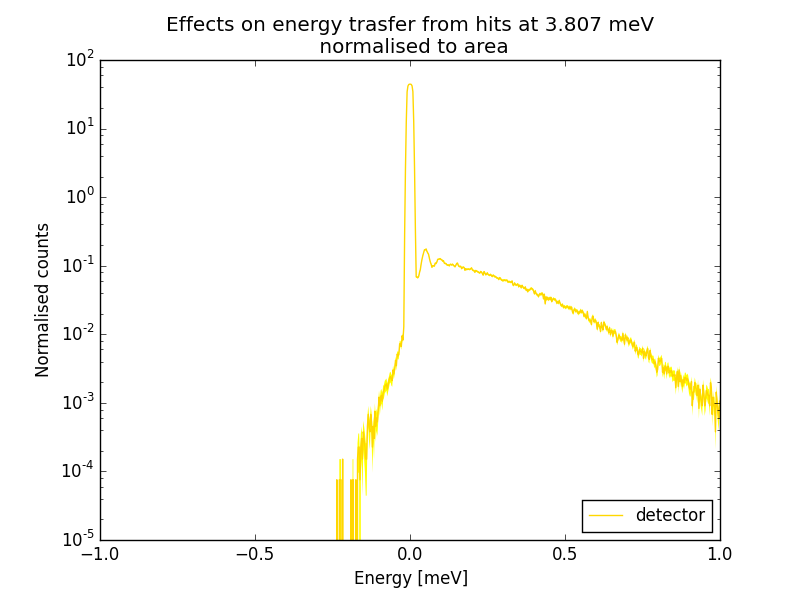 Effects on energy trasfer from hits at 3.807 meV
normalised to area
10^2
10^1
10^0
10^-1
10^-2
10^-3
10^-4
10^-5
Normalised counts
detector
−1.0 −0.5 0.0 0.5 1.0
Energy [meV]